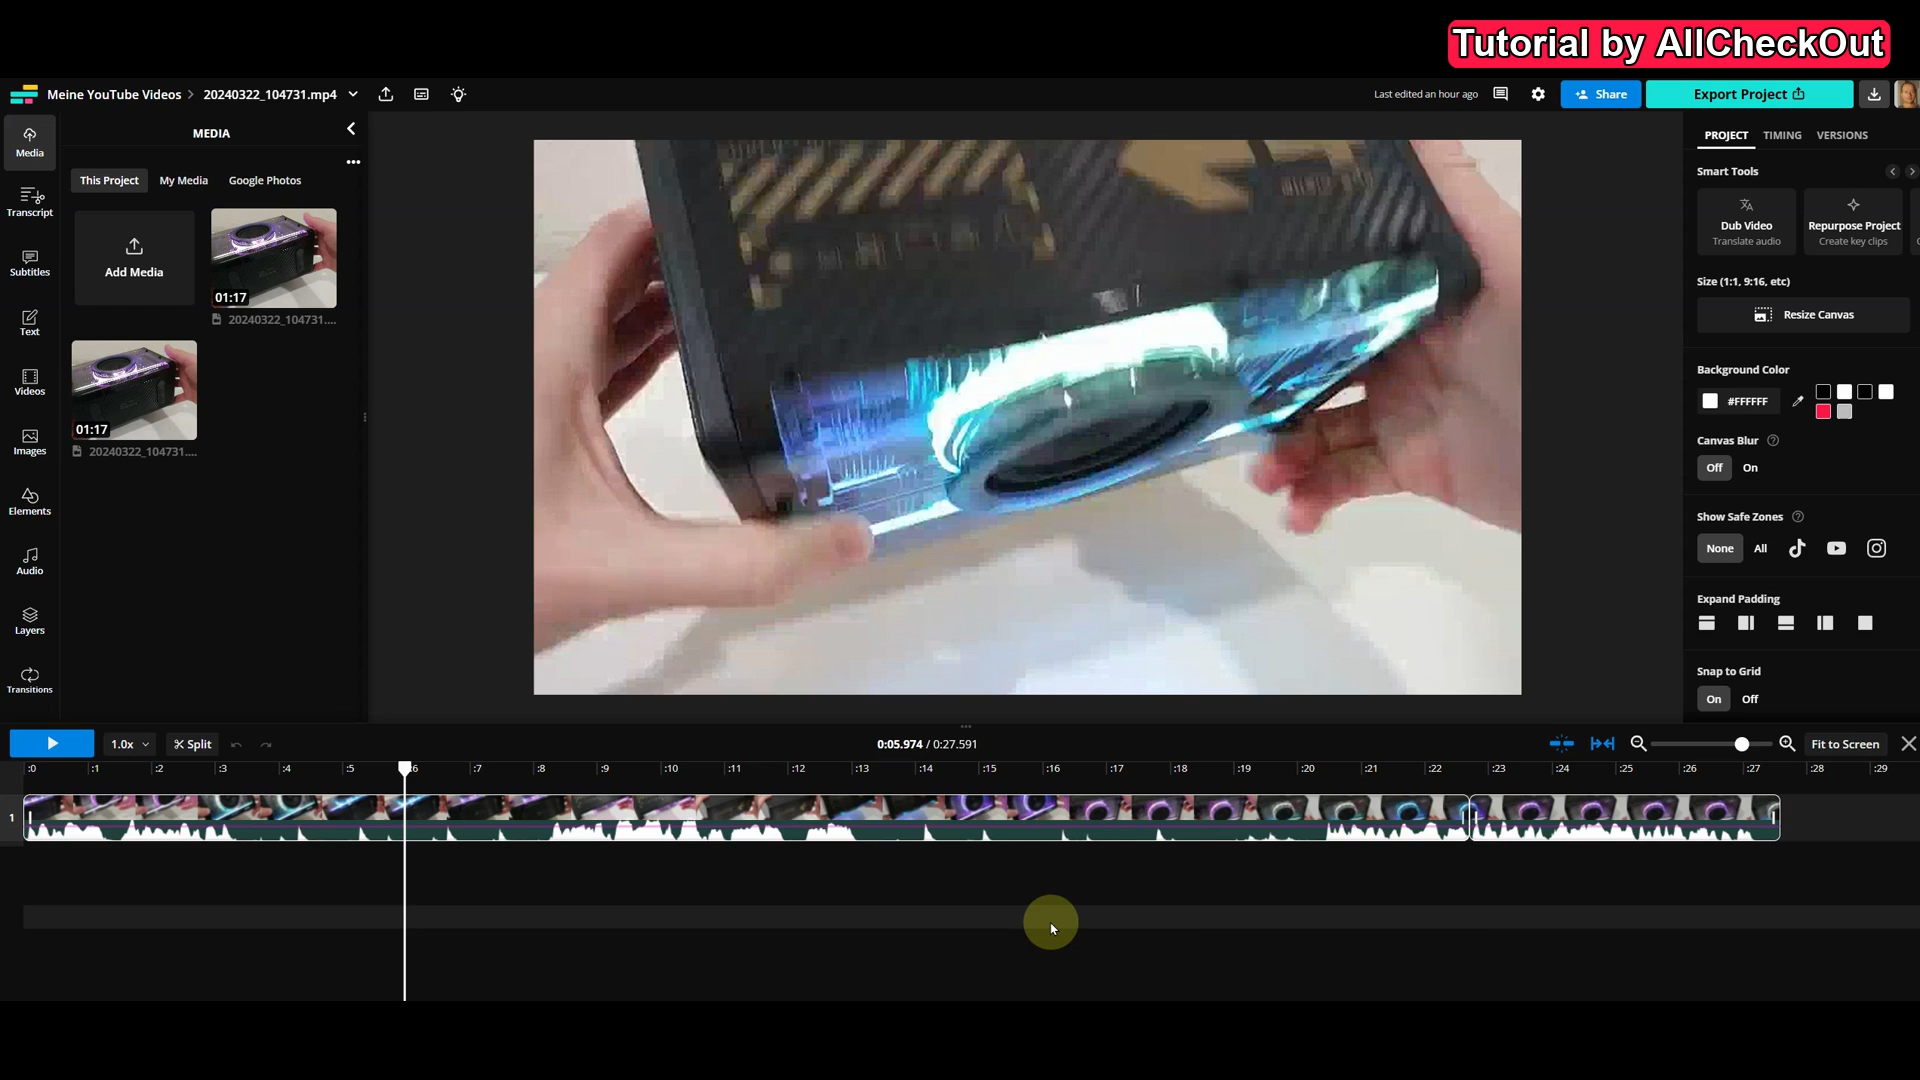 Tutorial by AllCheckOut
Meine YouTube Videos > 20240322_104731.mp4
Last edited an hour ago
Share
Export Project
Media
Transcript
Subtitles
Text
Videos
Images
Elements
Audio
Layers
Transitions
MEDIA
This Project My Media Google Photos
Add Media
01:17
20240322_104731....
01:17
20240322_104731....
PROJECT TIMING VERSIONS
Smart Tools
Dub Video
Translate audio
Repurpose Project
Create key clips
Size (1:1, 9:16, etc)
Resize Canvas
Background Color
#FFFFFF
Canvas Blur
Off On
Show Safe Zones
None All
Expand Padding
Snap to Grid
On Off
1.0x Split 0:05.974 / 0:27.591 Fit to Screen
:0 :1 :2 :3 :4 :5 :6 :7 :8 :9 :10 :11 :12 :13 :14 :15 :16 :17 :18 :19 :20 :21 :22 :23 :24 :25 :26 :27 :28 :29
1